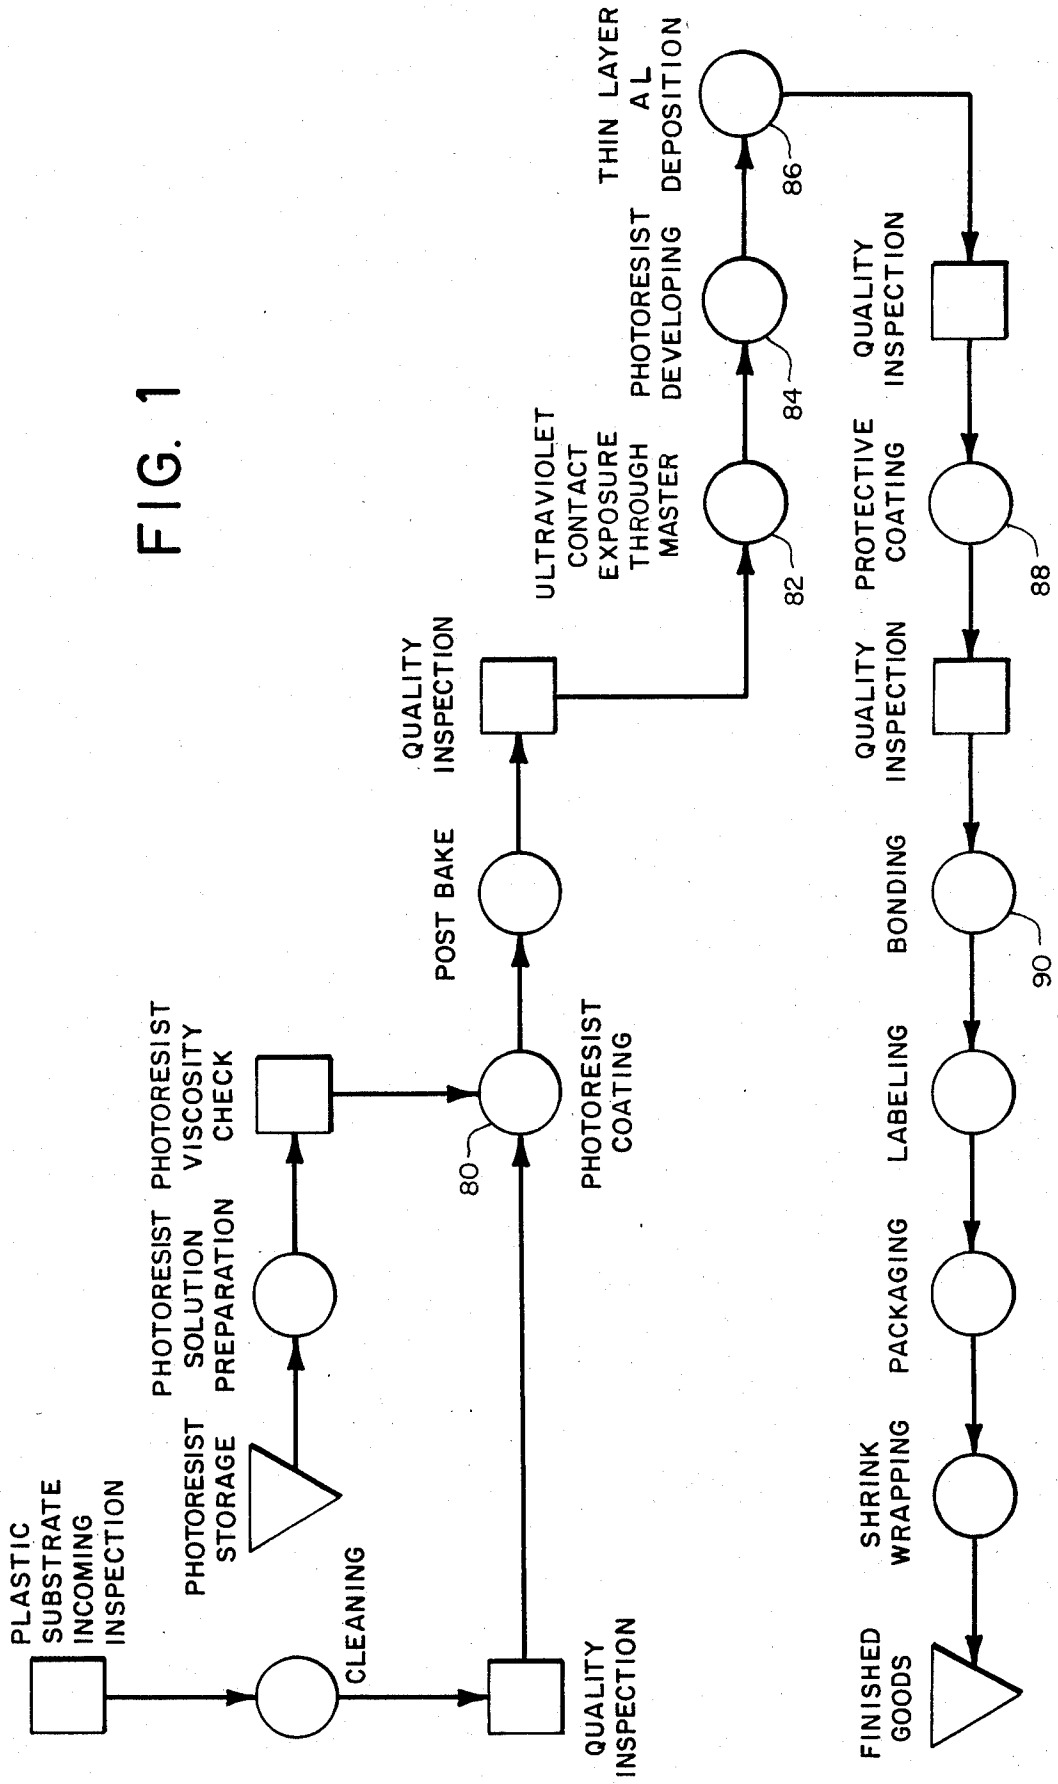 FIG. 1
PLASTIC
SUBSTRATE
INCOMING
INSPECTION
CLEANING
QUALITY
INSPECTION
PHOTORESIST
STORAGE
PHOTORESIST
SOLUTION
PREPARATION
PHOTORESIST
VISCOSITY
CHECK
80
PHOTORESIST
COATING
POST BAKE
QUALITY
INSPECTION
ULTRAVIOLET
CONTACT
EXPOSURE
THROUGH
MASTER
82
PHOTORESIST
DEVELOPING
84
THIN LAYER
AL
DEPOSITION
86
QUALITY
INSPECTION
PROTECTIVE
COATING
88
QUALITY
INSPECTION
BONDING
90
LABELING
PACKAGING
SHRINK
WRAPPING
FINISHED
GOODS